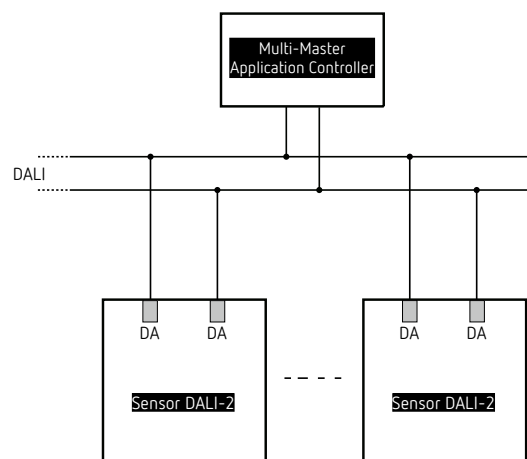 Multi-Master
Application Controller
DALI
DA DA DA DA
Sensor DALI-2 Sensor DALI-2